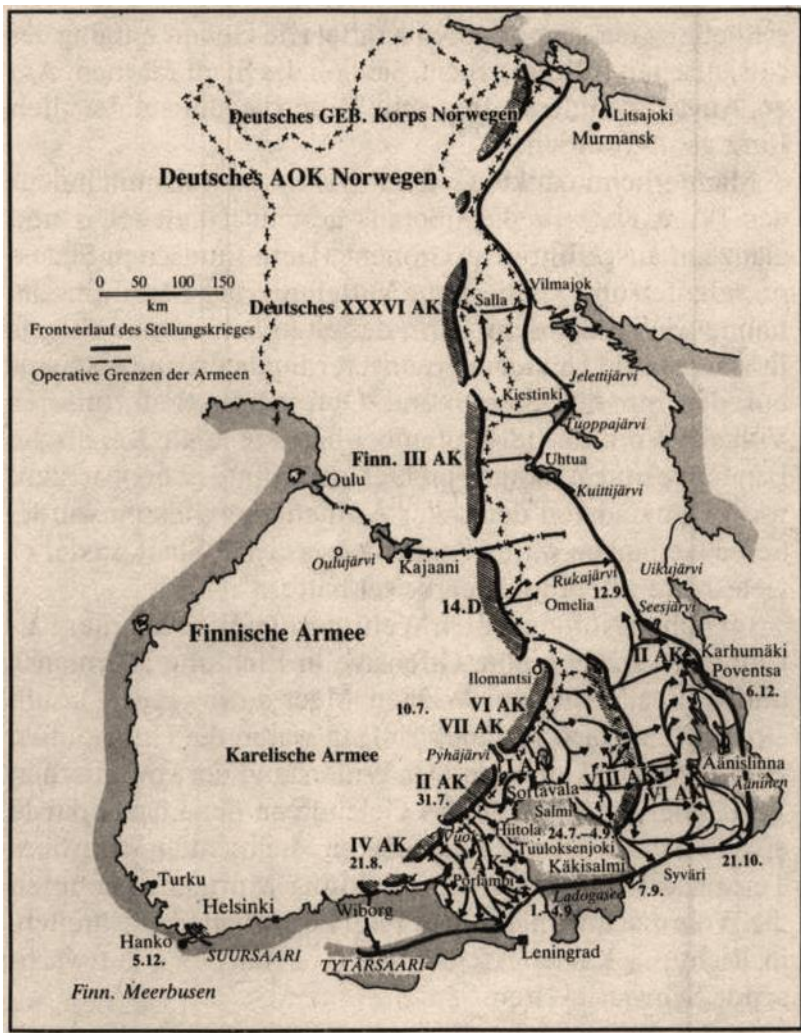 Deutsches GEB. Korps Norwegen
Litsajoki
Murmansk
Deutsches AOK Norwegen
0 50 100 150
km
Vilmajok
Deutsches XXXVI AK
Salla
Frontverlauf des Stellungskrieges
Operative Grenzen der Armeen
Jelettijärvi
Kiestinki
Tuoppajärvi
Finn. III AK
Uhtua
Oulu
Kuittijärvi
Oulujärvi
Kajaani
Uikujärvi
Rukajärvi
12.9.
14.D
Omelia
Seesjärvi
Finnische Armee
II AK
Karhumäki
Poventsa
Ilomantsi
6.12.
10.7.
VI AK
VII AK
Karelische Armee
Pyhäjärvi
I AK
Äänislinna
II AK
Sortavala
VIII AK
Ääninen
31.7.
VI AK
Salmi
Hiitola
24.7.–4.9.
IV AK
Vuoksi
21.8.
Tuuloksenjoki
AK
21.10.
Käkisalmi
Porlampi
Syväri
Turku
7.9.
Helsinki
Wiborg
Ladogasee
1.–4.9.
Hanko
5.12.
SUURSAARI
Leningrad
TYTÄRSAARI
Finn. Meerbusen